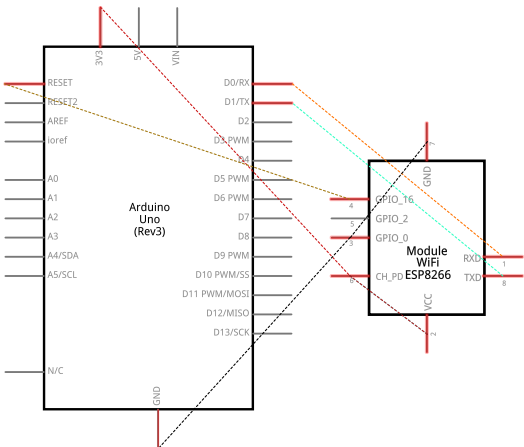 3V3
5V
VIN
RESET
RESET2
AREF
ioref
A0
A1
A2
A3
A4/SDA
A5/SCL
N/C
Arduino
Uno
(Rev3)
D0/RX
D1/TX
D2
D3 PWM
D4
D5 PWM
D6 PWM
D7
D8
D9 PWM
D10 PWM/SS
D11 PWM/MOSI
D12/MISO
D13/SCK
GND
7
GND
4
GPIO_16
5
GPIO_2
3
GPIO_0
CH_PD
Module
WiFi
ESP8266
RXD
1
TXD
8
VCC
2